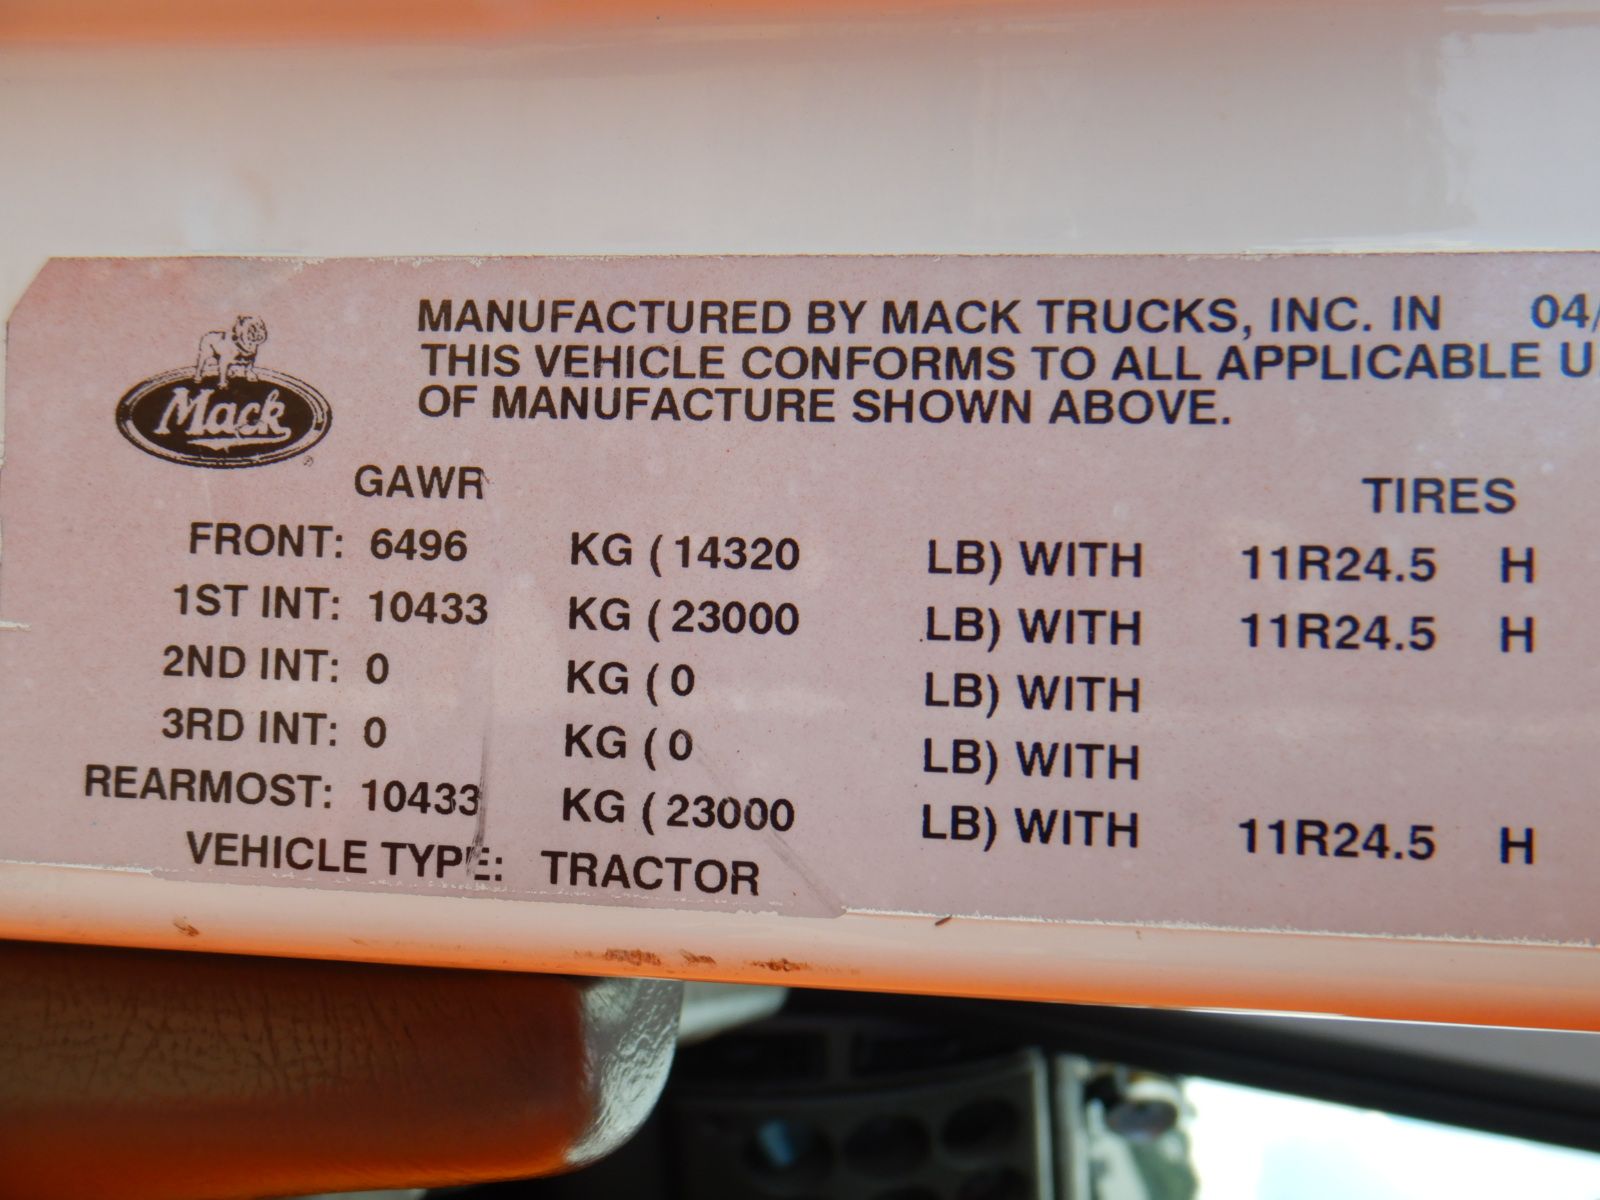 MANUFACTURED BY MACK TRUCKS, INC. IN 04/
THIS VEHICLE CONFORMS TO ALL APPLICABLE U
OF MANUFACTURE SHOWN ABOVE.
Mack ®
GAWR TIRES
FRONT: 6496 KG ( 14320 LB) WITH 11R24.5 H
1ST INT: 10433 KG ( 23000 LB) WITH 11R24.5 H
2ND INT: 0 KG ( 0 LB) WITH
3RD INT: 0 KG ( 0 LB) WITH
REARMOST: 10433 KG ( 23000 LB) WITH 11R24.5 H
VEHICLE TYPE: TRACTOR